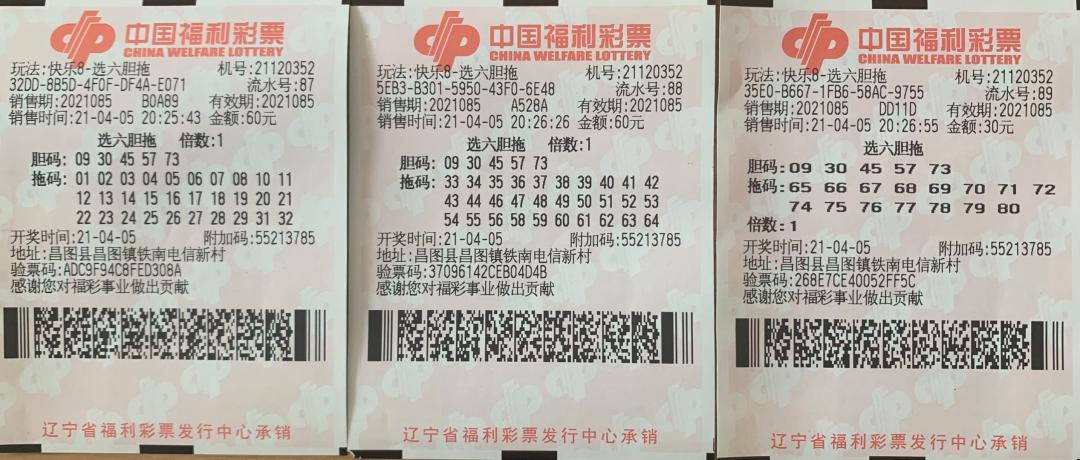 中国福利彩票
CHINA WELFARE LOTTERY
玩法:快乐8-选六胆拖 机号:21120352
32DD-8B5D-4F0F-DF4A-E071 流水号:87
销售期:2021085 B0A89 有效期:2021085
销售时间:21-04-05 20:25:43 金额:60元
选六胆拖 倍数:1
胆码: 09 30 45 57 73
拖码: 01 02 03 04 05 06 07 08 10 11
12 13 14 15 16 17 18 19 20 21
22 23 24 25 26 27 28 29 31 32
开奖时间:21-04-05 附加码:55213785
地址:昌图县昌图镇铁南电信新村
验票码:ADC9F94C8FED308A
感谢您对福彩事业做出贡献
辽宁省福利彩票发行中心承销
中国福利彩票
CHINA WELFARE LOTTERY
玩法:快乐8-选六胆拖 机号:21120352
5EB3-B301-5950-43F0-6E48 流水号:88
销售期:2021085 A528A 有效期:2021085
销售时间:21-04-05 20:26:26 金额:60元
选六胆拖 倍数:1
胆码: 09 30 45 57 73
拖码: 33 34 35 36 37 38 39 40 41 42
43 44 46 47 48 49 50 51 52 53
54 55 56 58 59 60 61 62 63 64
开奖时间:21-04-05 附加码:55213785
地址:昌图县昌图镇铁南电信新村
验票码:37096142CEB04D4B
感谢您对福彩事业做出贡献
辽宁省福利彩票发行中心承销
中国福利彩票
CHINA WELFARE LOTTERY
玩法:快乐8-选六胆拖 机号:21120352
35E0-B667-1FB6-58AC-9755 流水号:89
销售期:2021085 DD11D 有效期:2021085
销售时间:21-04-05 20:26:55 金额:30元
选六胆拖
胆码: 09 30 45 57 73
拖码: 65 66 67 68 69 70 71 72
74 75 76 77 78 79 80
倍数:1
开奖时间:21-04-05 附加码:55213785
地址:昌图县昌图镇铁南电信新村
验票码:268E7CE40052FF5C
感谢您对福彩事业做出贡献
辽宁省福利彩票发行中心承销